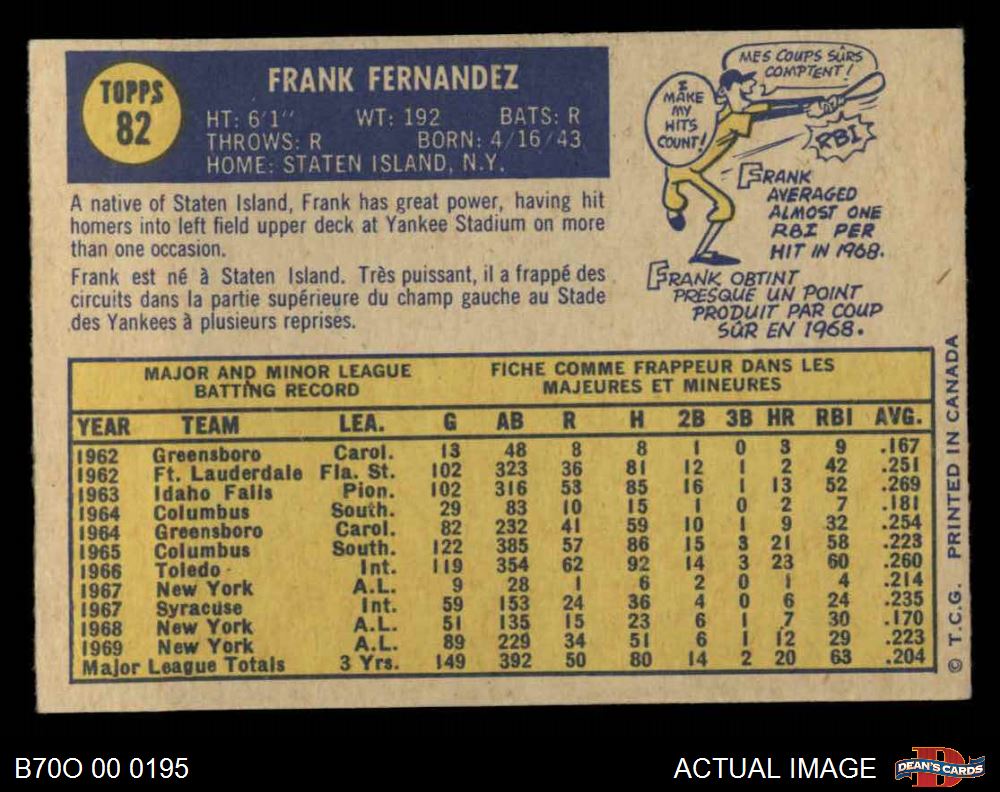 TOPPS
82
FRANK FERNANDEZ
HT: 6'1" WT: 192 BATS: R
THROWS: R BORN: 4/16/43
HOME: STATEN ISLAND, N.Y.
A native of Staten Island, Frank has great power, having hit
homers into left field upper deck at Yankee Stadium on more
than one occasion.
Frank est né à Staten Island. Très puissant, il a frappé des
circuits dans la partie supérieure du champ gauche au Stade
des Yankees à plusieurs reprises.
MES COUPS SÛRS
COMPTENT!
I
MAKE
MY
HITS
COUNT!
RBI
FRANK
AVERAGED
ALMOST ONE
RBI PER
HIT IN 1968.
FRANK OBTINT
PRESQUE UN POINT
PRODUIT PAR COUP
SÛR EN 1968.
MAJOR AND MINOR LEAGUE
BATTING RECORD
FICHE COMME FRAPPEUR DANS LES
MAJEURES ET MINEURES
YEAR TEAM LEA. G AB R H 2B 3B HR RBI AVG.
1962 Greensboro Carol. 13 48 8 8 1 0 3 9 .167
1962 Ft. Lauderdale Fla. St. 102 323 36 81 12 1 2 42 .251
1963 Idaho Falls Pion. 102 316 53 85 16 1 13 52 .269
1964 Columbus South. 29 83 10 15 1 0 2 7 .181
1964 Greensboro Carol. 82 232 41 59 10 1 9 32 .254
1965 Columbus South. 122 385 57 86 15 3 21 58 .223
1966 Toledo Int. 119 354 62 92 14 3 23 60 .260
1967 New York A.L. 9 28 1 6 2 0 1 4 .214
1967 Syracuse Int. 59 153 24 36 4 0 6 24 .235
1968 New York A.L. 51 135 15 23 6 1 7 30 .170
1969 New York A.L. 89 229 34 51 6 1 12 29 .223
Major League Totals 3 Yrs. 149 392 50 80 14 2 20 63 .204
© T.C.G. PRINTED IN CANADA
B70O 00 0195
ACTUAL IMAGE
D
DEAN'S CARDS